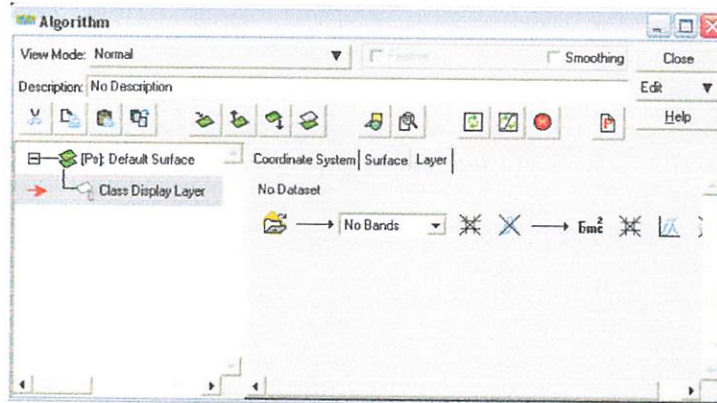 Algorithm
View Mode: Normal
Smoothing
Close
Description: No Description
Edit
Help
[Ps]: Default Surface
Class Display Layer
Coordinate System Surface Layer
No Dataset
No Bands
Emc2